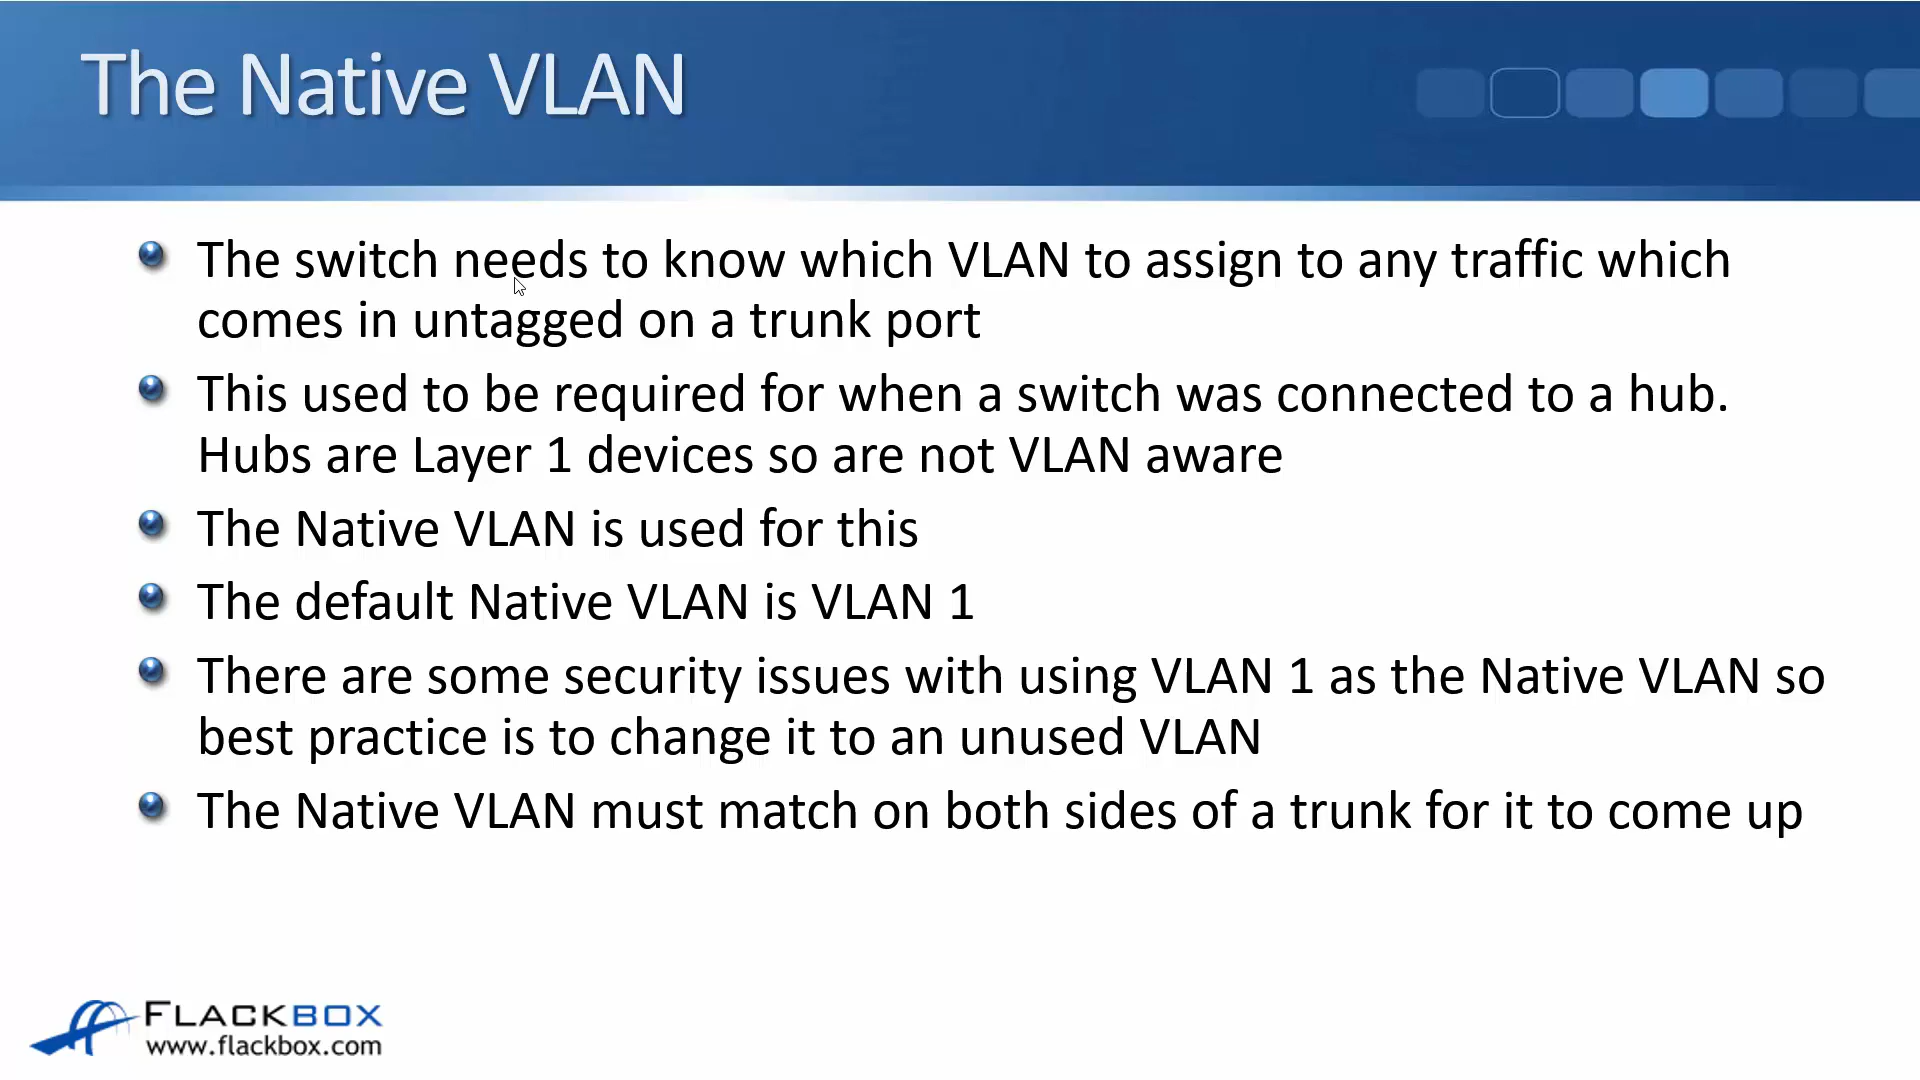 The Native VLAN
The switch needs to know which VLAN to assign to any traffic which
comes in untagged on a trunk port
This used to be required for when a switch was connected to a hub.
Hubs are Layer 1 devices so are not VLAN aware
The Native VLAN is used for this
The default Native VLAN is VLAN 1
There are some security issues with using VLAN 1 as the Native VLAN so
best practice is to change it to an unused VLAN
The Native VLAN must match on both sides of a trunk for it to come up
FLACKBOX
www.flackbox.com